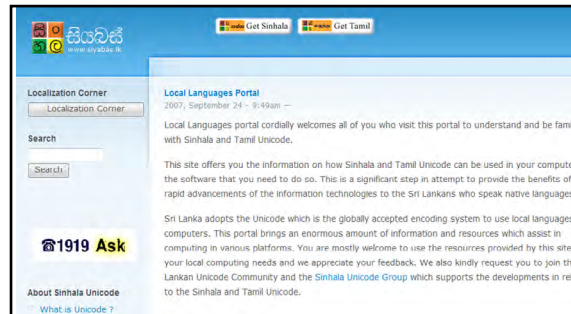 සිංහල
සියබස්
www.siyabas.lk
Get Sinhala
Get Tamil
Localization Corner
Localization Corner
Search
Search
☎1919 Ask
About Sinhala Unicode
What is Unicode ?
Local Languages Portal
2007, September 24 - 9:49am —
Local Languages portal cordially welcomes all of you who visit this portal to understand and be fami
with Sinhala and Tamil Unicode.
This site offers you the information on how Sinhala and Tamil Unicode can be used in your compute
the software that you need to do so. This is a significant step in attempt to provide the benefits of
rapid advancements of the information technologies to the Sri Lankans who speak native languages
Sri Lanka adopts the Unicode which is the globally accepted encoding system to use local languages
computers. This portal brings an enormous amount of information and resources which assist in
computing in various platforms. You are mostly welcome to use the resources provided by this site
your local computing needs and we appreciate your feedback. We also kindly request you to join th
Lankan Unicode Community and the Sinhala Unicode Group which supports the developments in re
to the Sinhala and Tamil Unicode.